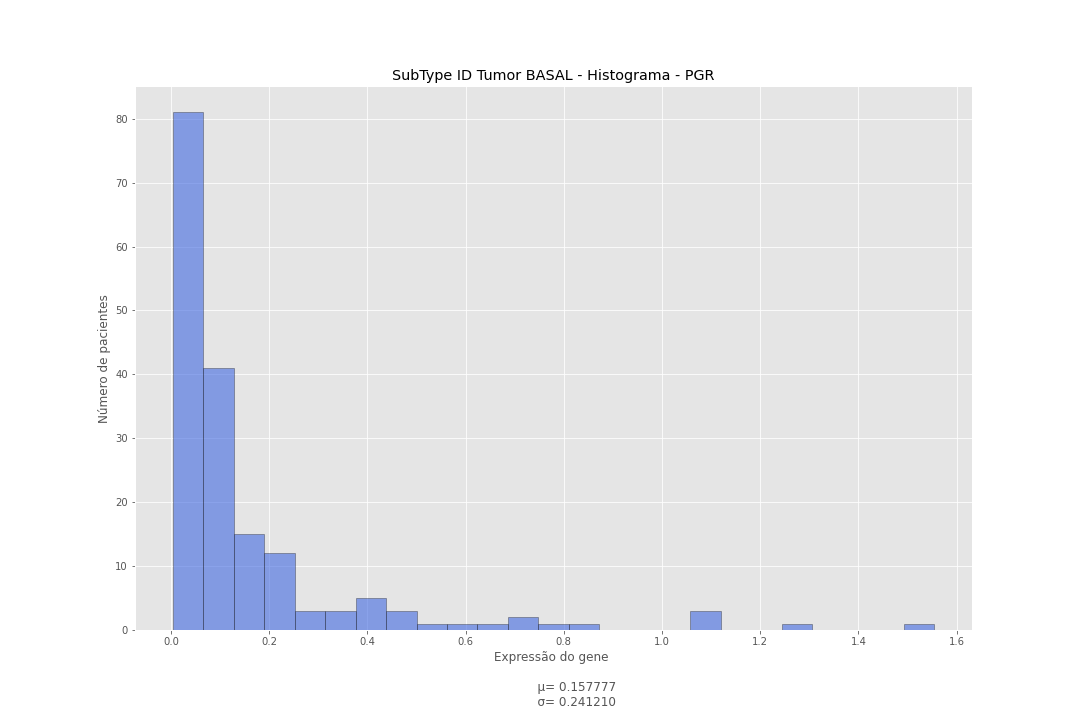 SubType ID Tumor BASAL - Histograma - PGR
80
70
60
50
40
30
20
10
0
Número de pacientes
0.0 0.2 0.4 0.6 0.8 1.0 1.2 1.4 1.6
Expressão do gene
μ= 0.157777
σ= 0.241210